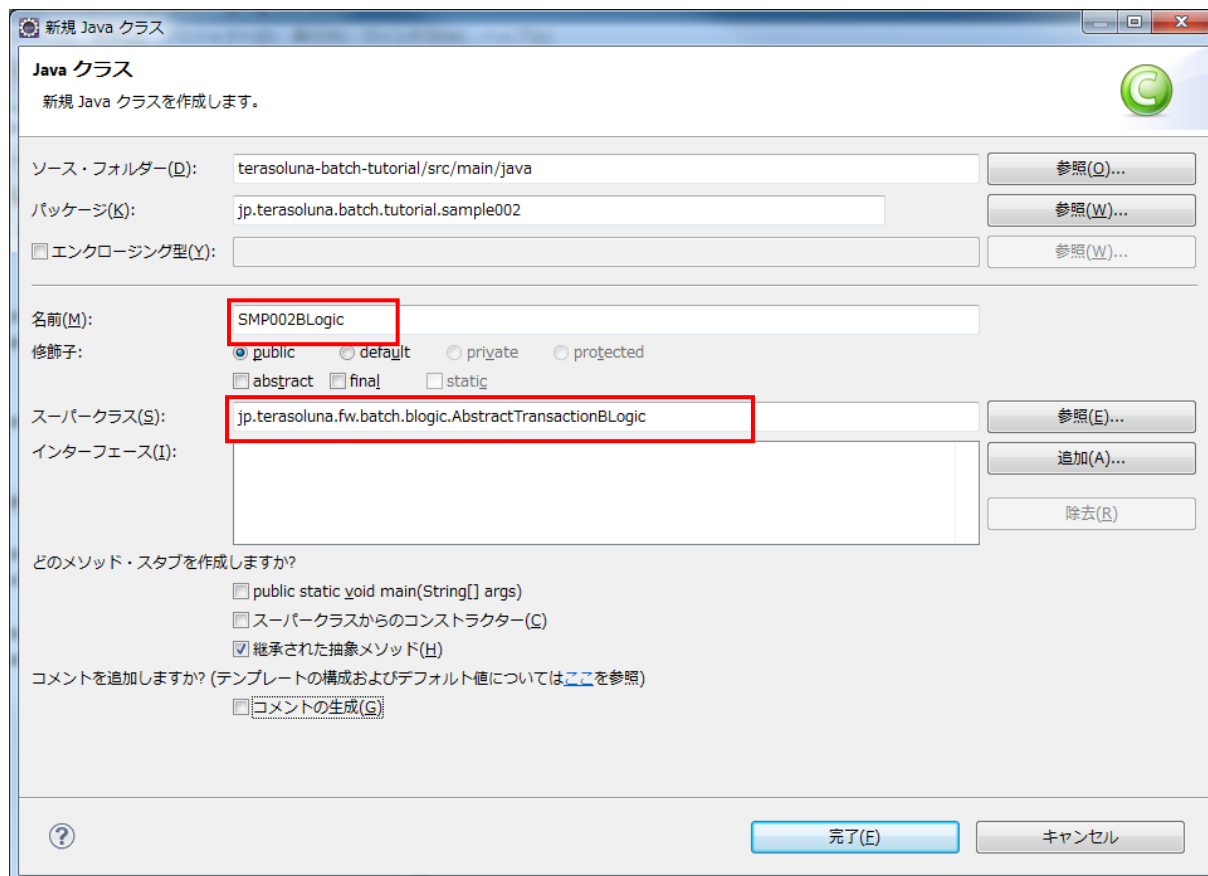 新規 Java クラス
Java クラス
新規 Java クラスを作成します。
C
ソース・フォルダー(D): terasoluna-batch-tutorial/src/main/java 参照(O)...
パッケージ(K): jp.terasoluna.batch.tutorial.sample002 参照(W)...
エンクロージング型(Y): 参照(W)...
名前(M): SMP002BLogic
修飾子: public default private protected
abstract final static
スーパークラス(S): jp.terasoluna.fw.batch.blogic.AbstractTransactionBLogic 参照(E)...
インターフェース(I): 追加(A)...
除去(R)
どのメソッド・スタブを作成しますか?
public static void main(String[] args)
スーパークラスからのコンストラクター(C)
継承された抽象メソッド(H)
コメントを追加しますか? (テンプレートの構成およびデフォルト値についてはここを参照)
コメントの生成(G)
? 完了(F) キャンセル